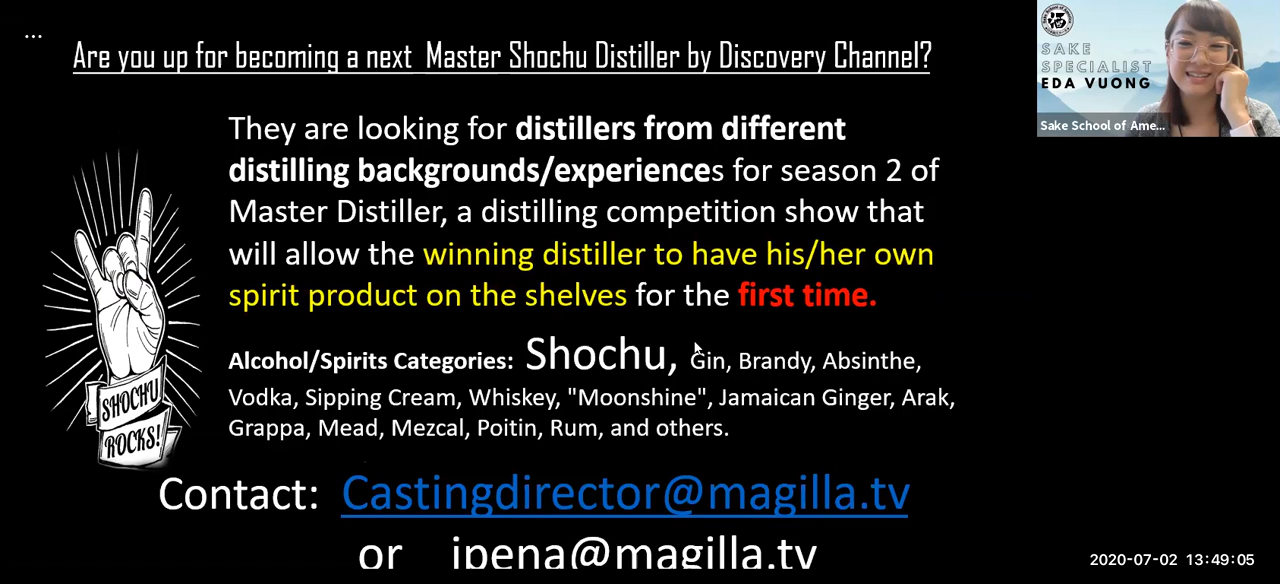 ...
Are you up for becoming a next Master Shochu Distiller by Discovery Channel?
They are looking for distillers from different
distilling backgrounds/experiences for season 2 of
Master Distiller, a distilling competition show that
will allow the winning distiller to have his/her own
spirit product on the shelves for the first time.
Alcohol/Spirits Categories: Shochu, Gin, Brandy, Absinthe,
Vodka, Sipping Cream, Whiskey, "Moonshine", Jamaican Ginger, Arak,
Grappa, Mead, Mezcal, Poitin, Rum, and others.
SHOCHU
ROCKS!
Contact: Castingdirector@magilla.tv
or jpena@magilla.tv
SAKE
SPECIALIST
EDA VUONG
Sake School of Ame...
2020-07-02 13:49:05